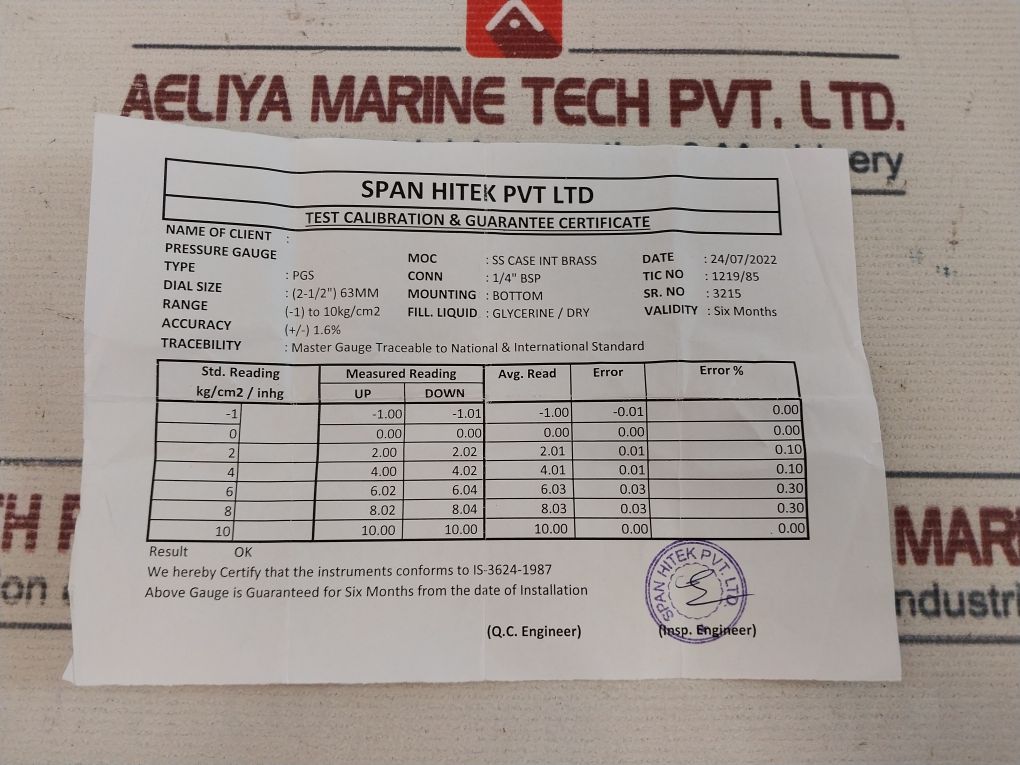 AELIYA MARINE TECH PVT. LTD.
ery
SPAN HITEK PVT LTD
TEST CALIBRATION & GUARANTEE CERTIFICATE
NAME OF CLIENT :
PRESSURE GAUGE MOC : SS CASE INT BRASS DATE : 24/07/2022
TYPE : PGS CONN : 1/4" BSP TIC NO : 1219/85
DIAL SIZE : (2-1/2") 63MM MOUNTING : BOTTOM SR. NO : 3215
RANGE (-1) to 10kg/cm2 FILL. LIQUID : GLYCERINE / DRY VALIDITY : Six Months
ACCURACY (+/-) 1.6%
TRACEBILITY : Master Gauge Traceable to National & International Standard
Std. Reading Measured Reading Avg. Read Error Error %
kg/cm2 / inhg UP DOWN
-1 -1.00 -1.01 -1.00 -0.01 0.00
0 0.00 0.00 0.00 0.00 0.00
2 2.00 2.02 2.01 0.01 0.10
4 4.00 4.02 4.01 0.01 0.10
6 6.02 6.04 6.03 0.03 0.30
8 8.02 8.04 8.03 0.03 0.30
10 10.00 10.00 10.00 0.00 0.00
Result OK
We hereby Certify that the instruments conforms to IS-3624-1987
Above Gauge is Guaranteed for Six Months from the date of Installation
SPAN HITEK PVT. LTD.
(Q.C. Engineer) (Insp. Engineer)
MAR
on
ndustri